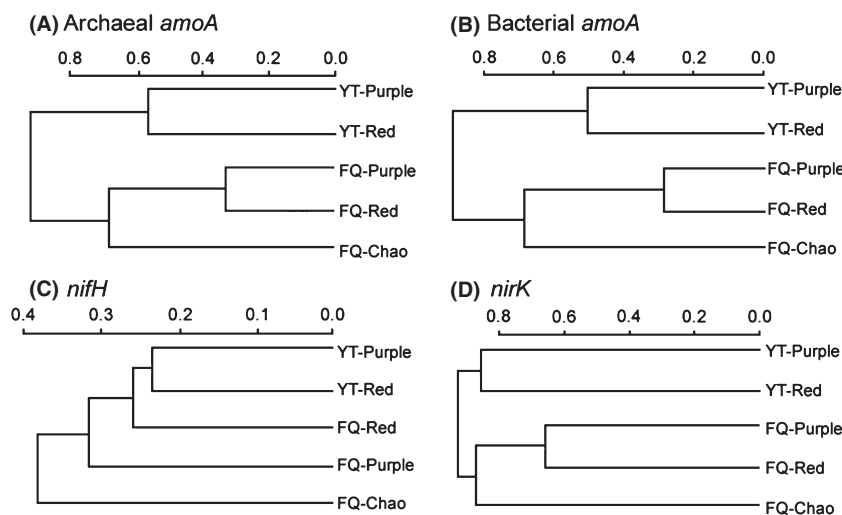 (A) Archaeal amoA
0.8 0.6 0.4 0.2 0.0
YT-Purple
YT-Red
FQ-Purple
FQ-Red
FQ-Chao
(B) Bacterial amoA
0.8 0.6 0.4 0.2 0.0
YT-Purple
YT-Red
FQ-Purple
FQ-Red
FQ-Chao
(C) nifH
0.4 0.3 0.2 0.1 0.0
YT-Purple
YT-Red
FQ-Red
FQ-Purple
FQ-Chao
(D) nirK
0.8 0.6 0.4 0.2 0.0
YT-Purple
YT-Red
FQ-Purple
FQ-Red
FQ-Chao